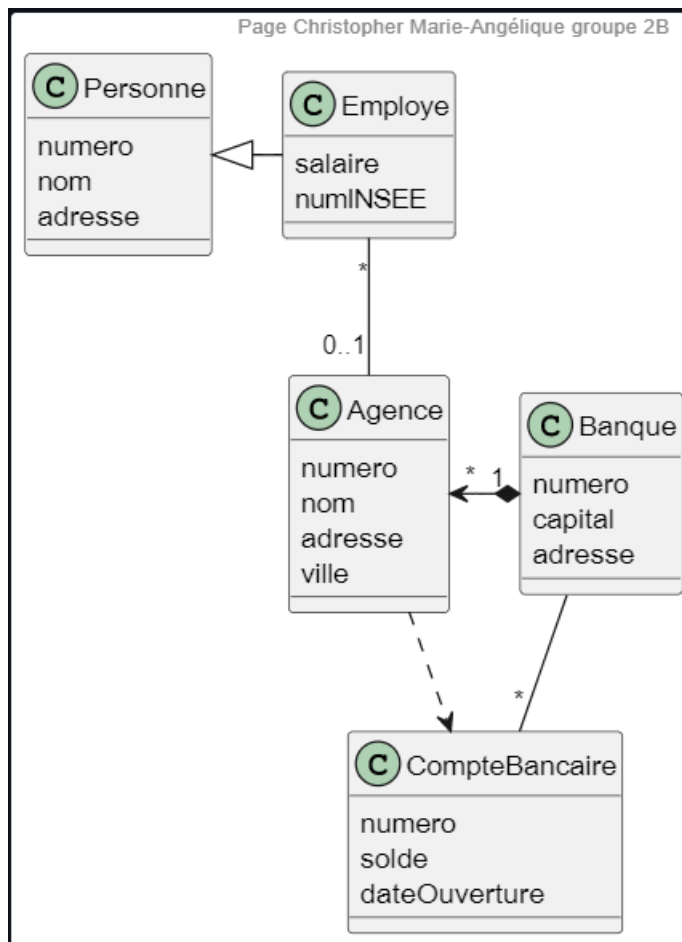 Page Christopher Marie-Angélique groupe 2B
C Personne
numero
nom
adresse
C Employe
salaire
numINSEE
*
0..1
C Agence
numero
nom
adresse
ville
* 1
C Banque
numero
capital
adresse
*
C CompteBancaire
numero
solde
dateOuverture